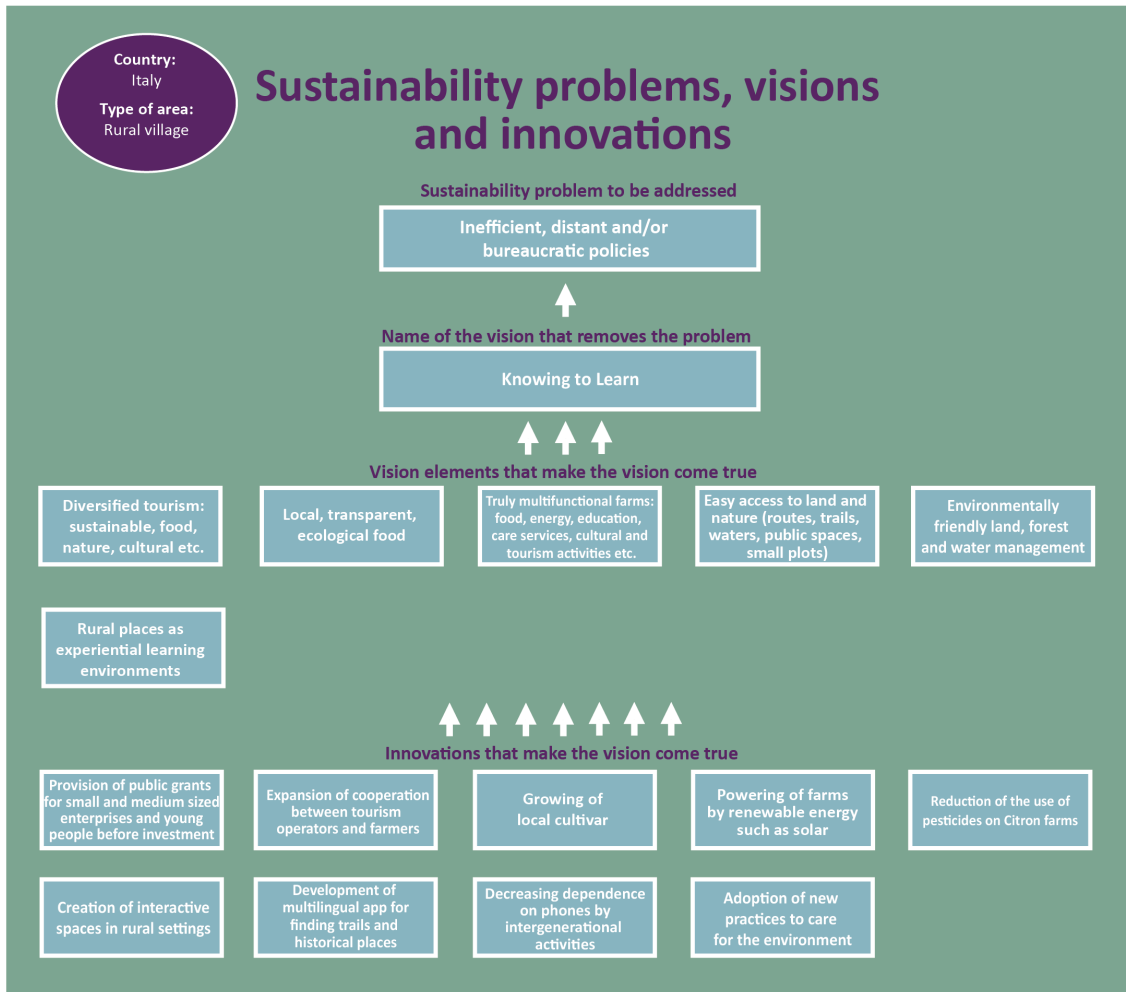 Country:
Italy
Type of area:
Rural village
Sustainability problems, visions
and innovations
Sustainability problem to be addressed
Inefficient, distant and/or
bureaucratic policies
Name of the vision that removes the problem
Knowing to Learn
Vision elements that make the vision come true
Diversified tourism:
sustainable, food,
nature, cultural etc.
Local, transparent,
ecological food
Truly multifunctional farms:
food, energy, education,
care services, cultural and
tourism activities etc.
Easy access to land and
nature (routes, trails,
waters, public spaces,
small plots)
Environmentally
friendly land, forest
and water management
Rural places as
experiential learning
environments
Innovations that make the vision come true
Provision of public grants
for small and medium sized
enterprises and young
people before investment
Expansion of cooperation
between tourism
operators and farmers
Growing of
local cultivar
Powering of farms
by renewable energy
such as solar
Reduction of the use of
pesticides on Citron farms
Creation of interactive
spaces in rural settings
Development of
multilingual app for
finding trails and
historical places
Decreasing dependence
on phones by
intergenerational
activities
Adoption of new
practices to care
for the environment